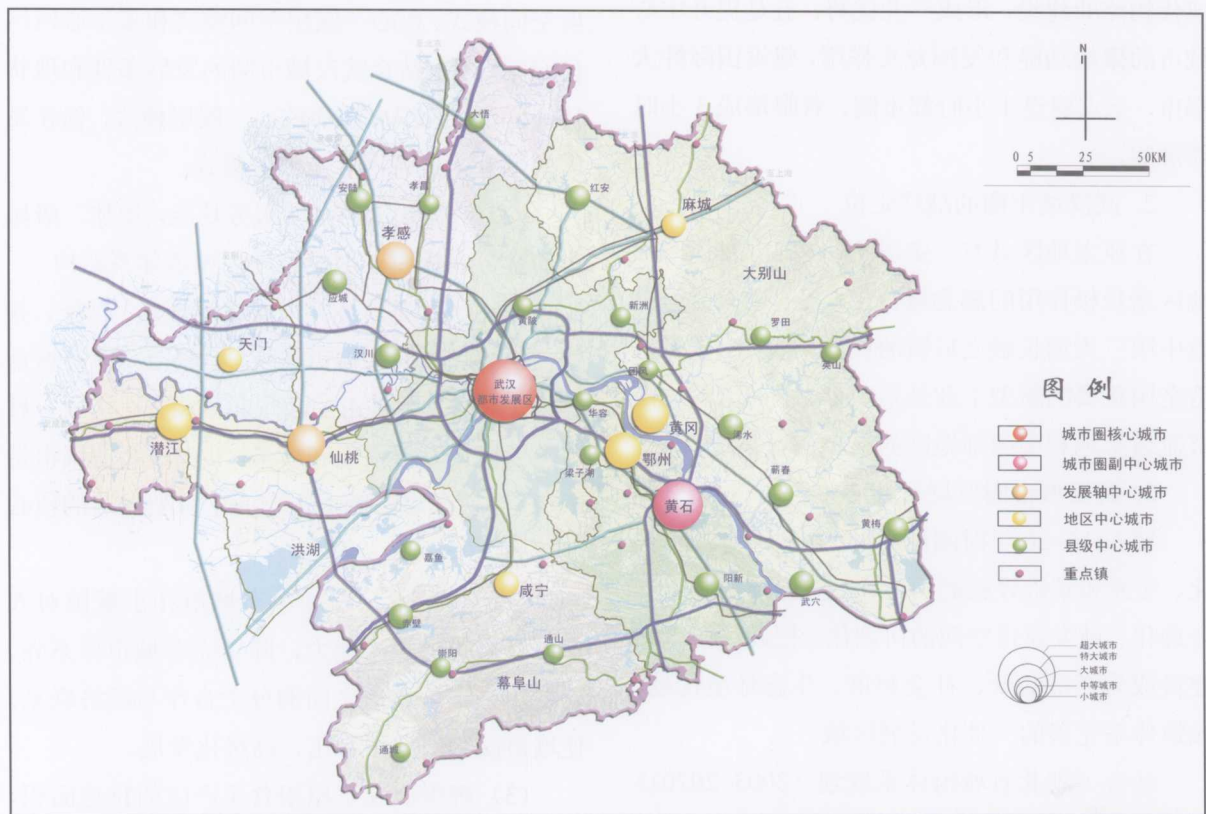 N
0 5 25 50KM
大悟
安陆
孝昌
红安
麻城
孝感
大别山
应城
黄陂
新洲
天门
汉川
罗田
英山
武汉
都市发展区
团风
华容
黄冈
浠水
潜江
仙桃
鄂州
梁子湖
蕲春
黄石
黄梅
洪湖
嘉鱼
咸宁
阳新
武穴
赤壁
崇阳
通山
幕阜山
通城
图 例
城市圈核心城市
城市圈副中心城市
发展轴中心城市
地区中心城市
县级中心城市
重点镇
超大城市
特大城市
大城市
中等城市
小城市